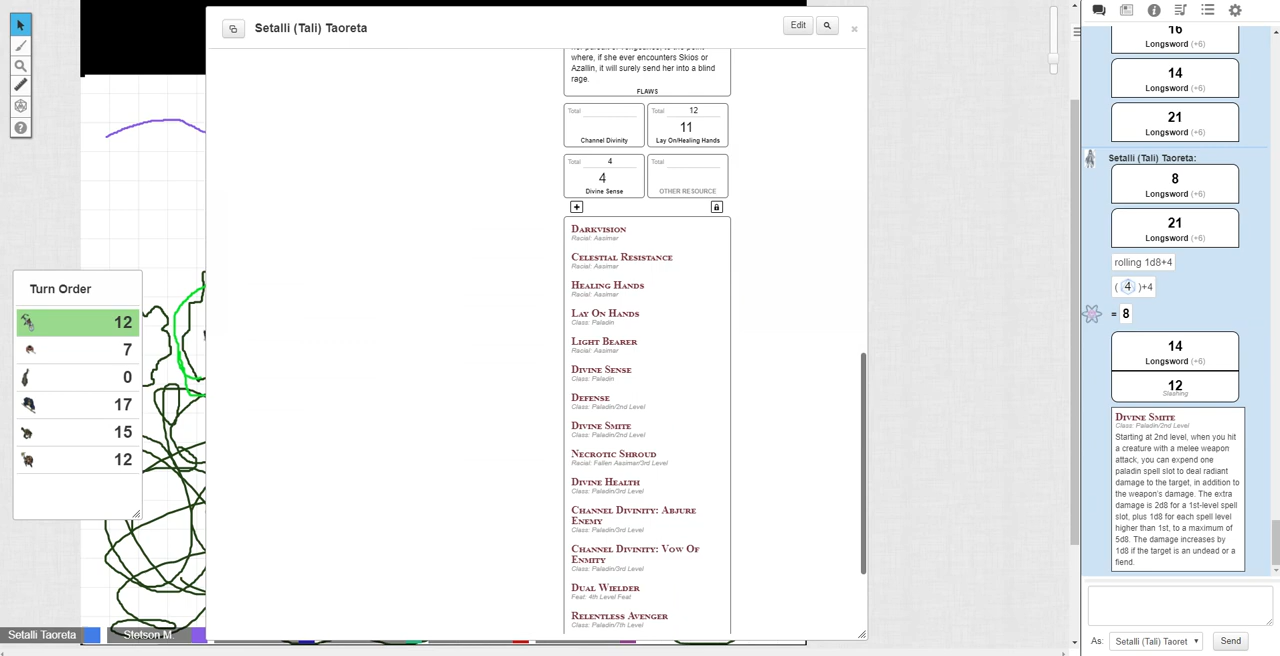 Setalli (Tali) Taoreta
Edit
where, if she ever encounters Skios or
Azallin, it will surely send her into a blind
rage.
FLAWS
Total
Channel Divinity
Total 12
11
Lay On/Healing Hands
Total 4
4
Divine Sense
Total
OTHER RESOURCE
+
Darkvision
Racial: Aasimar
Celestial Resistance
Racial: Aasimar
Healing Hands
Racial: Aasimar
Lay On Hands
Class: Paladin
Light Bearer
Racial: Aasimar
Divine Sense
Class: Paladin
Defense
Class: Paladin/2nd Level
Divine Smite
Class: Paladin/2nd Level
Necrotic Shroud
Racial: Fallen Aasimar/3rd Level
Divine Health
Class: Paladin/3rd Level
Channel Divinity: Abjure
Enemy
Class: Paladin/3rd Level
Channel Divinity: Vow Of
Enmity
Class: Paladin/3rd Level
Dual Wielder
Feat: 4th Level Feat
Relentless Avenger
Class: Paladin/7th Level
Turn Order
12
7
0
17
15
12
Setalli Taoreta
Stetson M.
16
Longsword (+6)
14
Longsword (+6)
21
Longsword (+6)
Setalli (Tali) Taoreta:
8
Longsword (+6)
21
Longsword (+6)
rolling 1d8+4
( 4 )+4
= 8
14
Longsword (+6)
12
Slashing
Divine Smite
Class: Paladin/2nd Level
Starting at 2nd level, when you hit
a creature with a melee weapon
attack, you can expend one
paladin spell slot to deal radiant
damage to the target, in addition to
the weapon's damage. The extra
damage is 2d8 for a 1st-level spell
slot, plus 1d8 for each spell level
higher than 1st, to a maximum of
5d8. The damage increases by
1d8 if the target is an undead or a
fiend.
As: Setalli (Tali) Taoret
Send